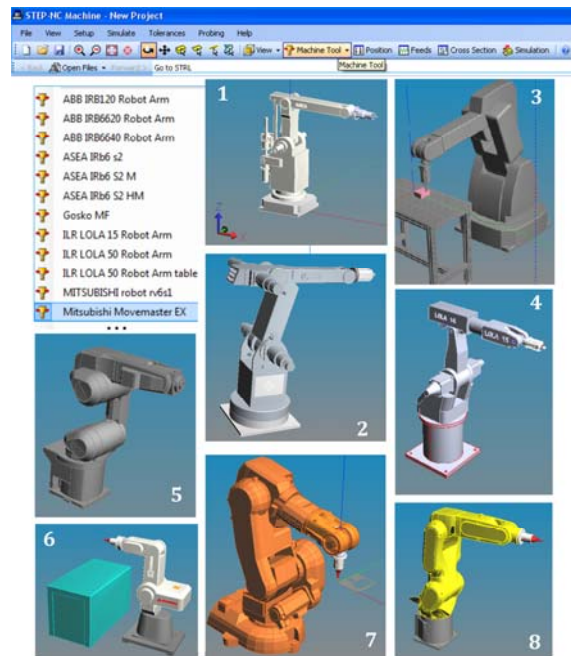 STEP-NC Machine - New Project
File View Setup Simulate Tolerances Probing Help
View Machine Tool Position Feeds Cross Section Simulation
Back Open Files Forward Go to STRL
Machine Tool
ABB IRB120 Robot Arm
ABB IRB6620 Robot Arm
ABB IRB6640 Robot Arm
ASEA IRb6 s2
ASEA IRb6 S2 M
ASEA IRb6 S2 HM
Gosko MF
ILR LOLA 15 Robot Arm
ILR LOLA 50 Robot Arm
ILR LOLA 50 Robot Arm table
MITSUBISHI robot rv6s1
Mitsubishi Movemaster EX
...
1
Z
3
2
4
LOLA
LOLA 15
5
6
7
8